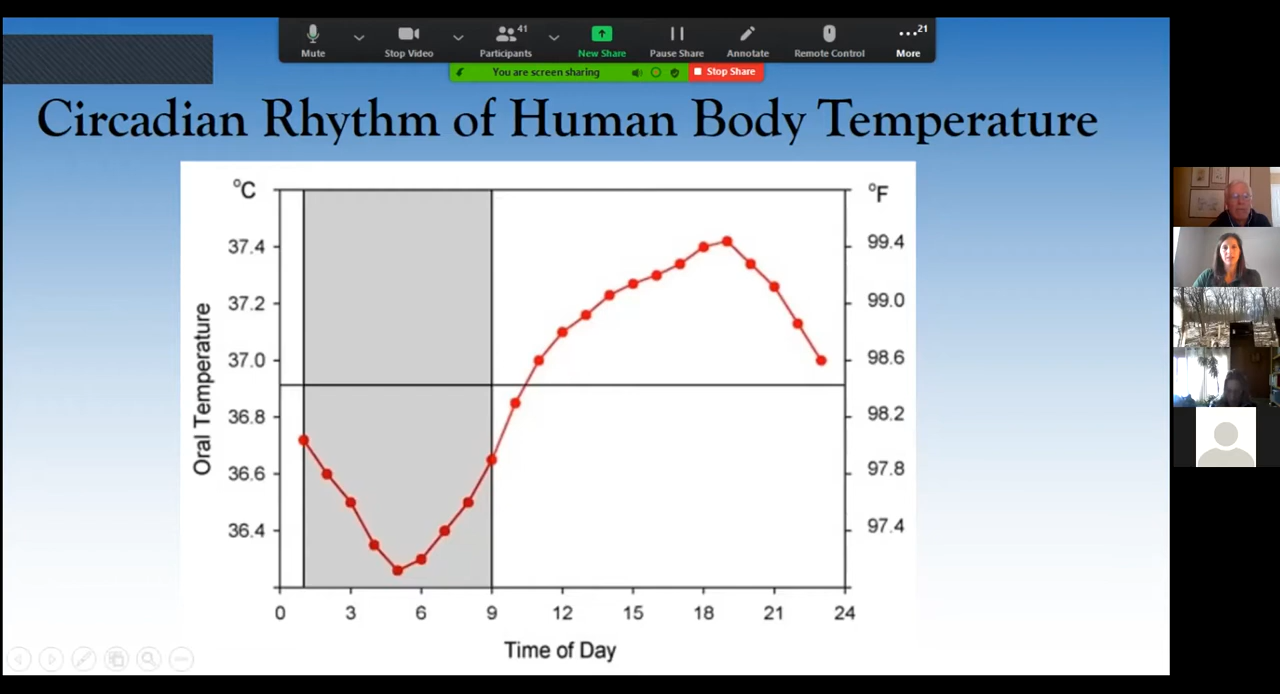 41
21
Mute
Stop Video
Participants
New Share
Pause Share
Annotate
Remote Control
More
You are screen sharing
Stop Share
Circadian Rhythm of Human Body Temperature
°C
°F
37.4
99.4
37.2
99.0
37.0
98.6
36.8
98.2
36.6
97.8
36.4
97.4
Oral Temperature
0 3 6 9 12 15 18 21 24
Time of Day